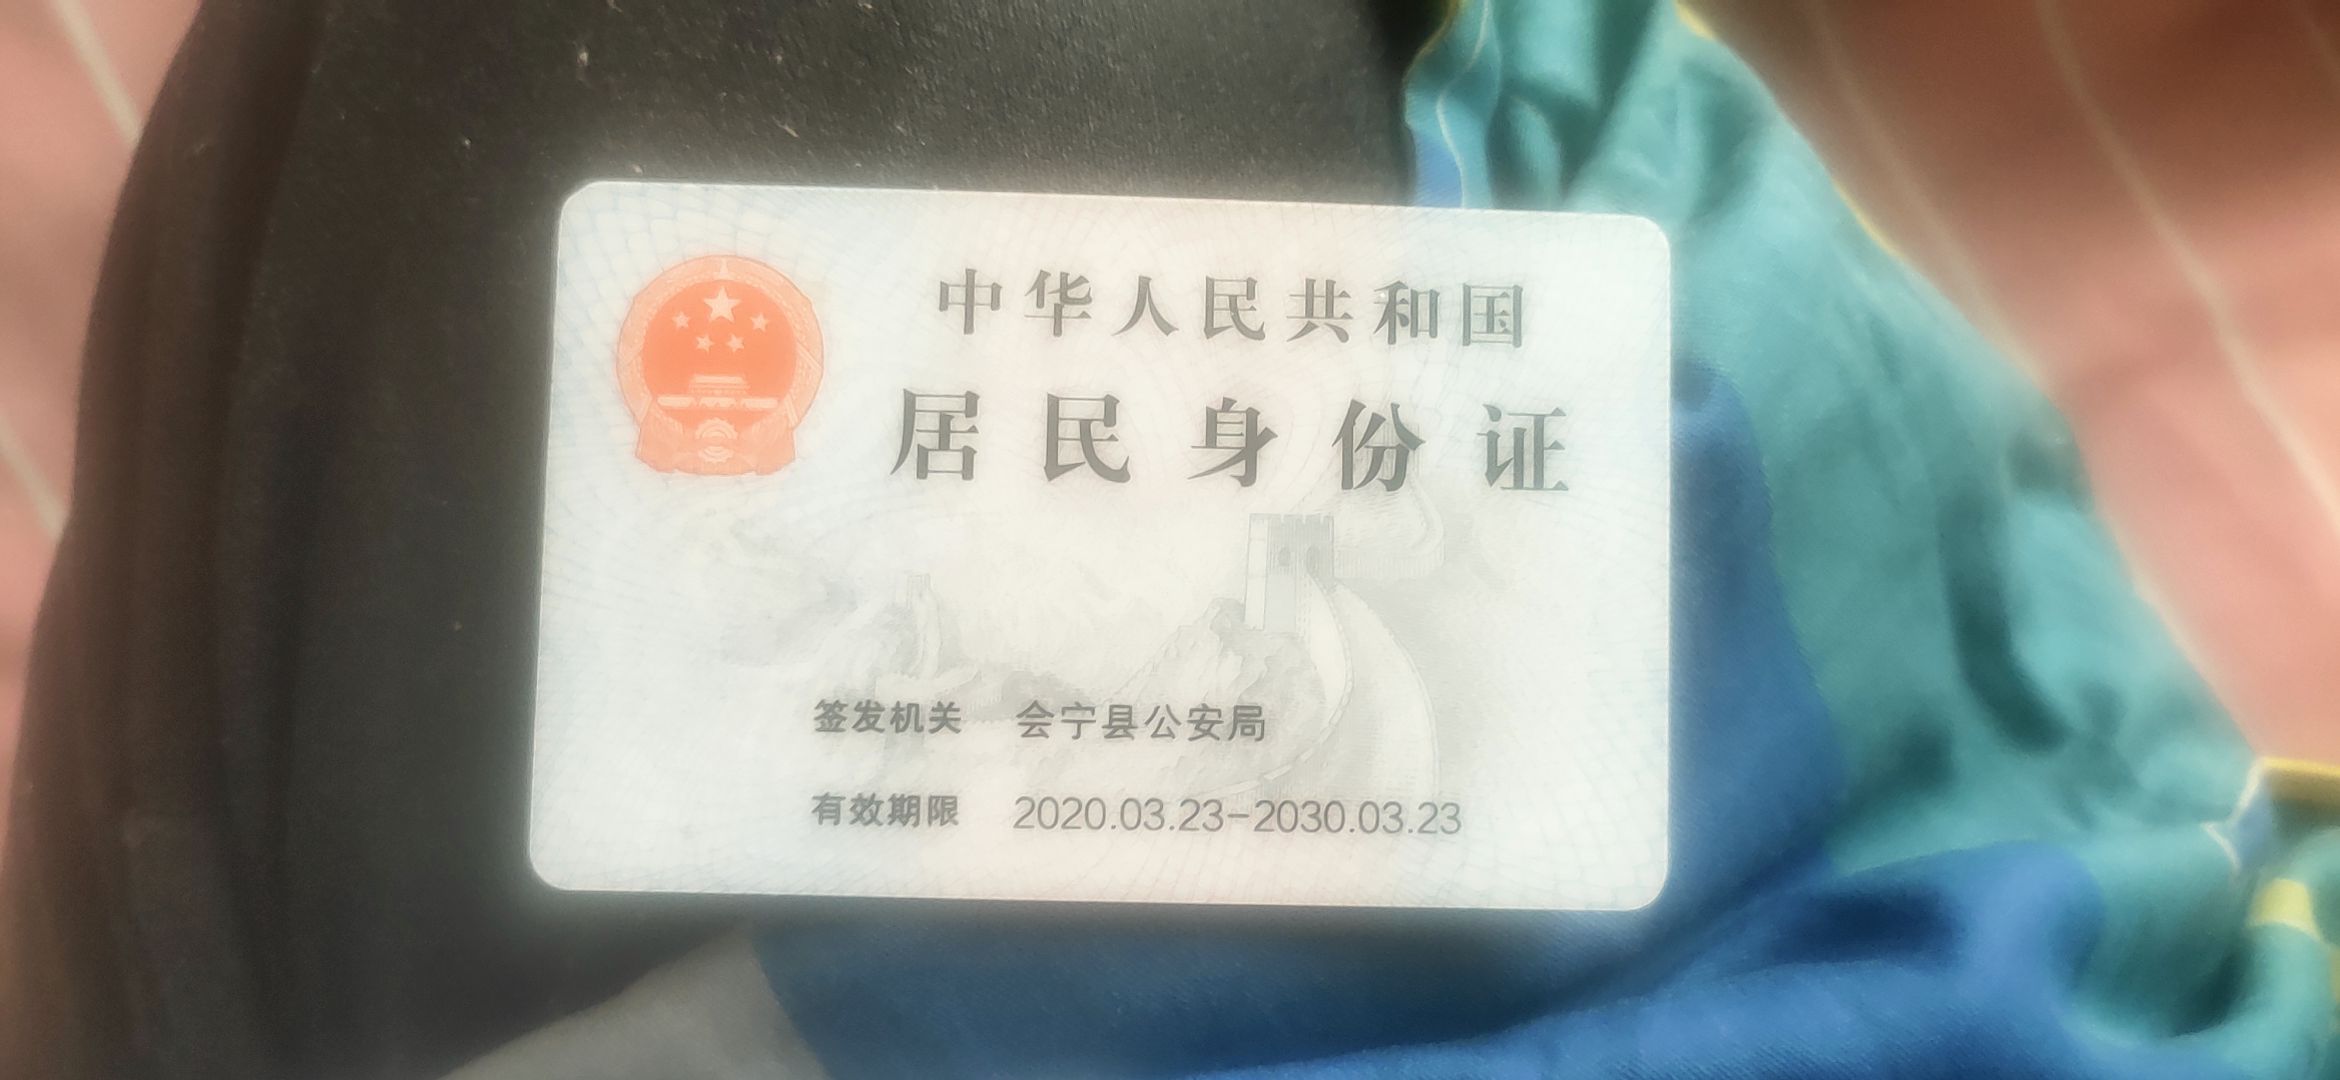 中华人民共和国
居民身份证
签发机关 会宁县公安局
有效期限 2020.03.23-2030.03.23